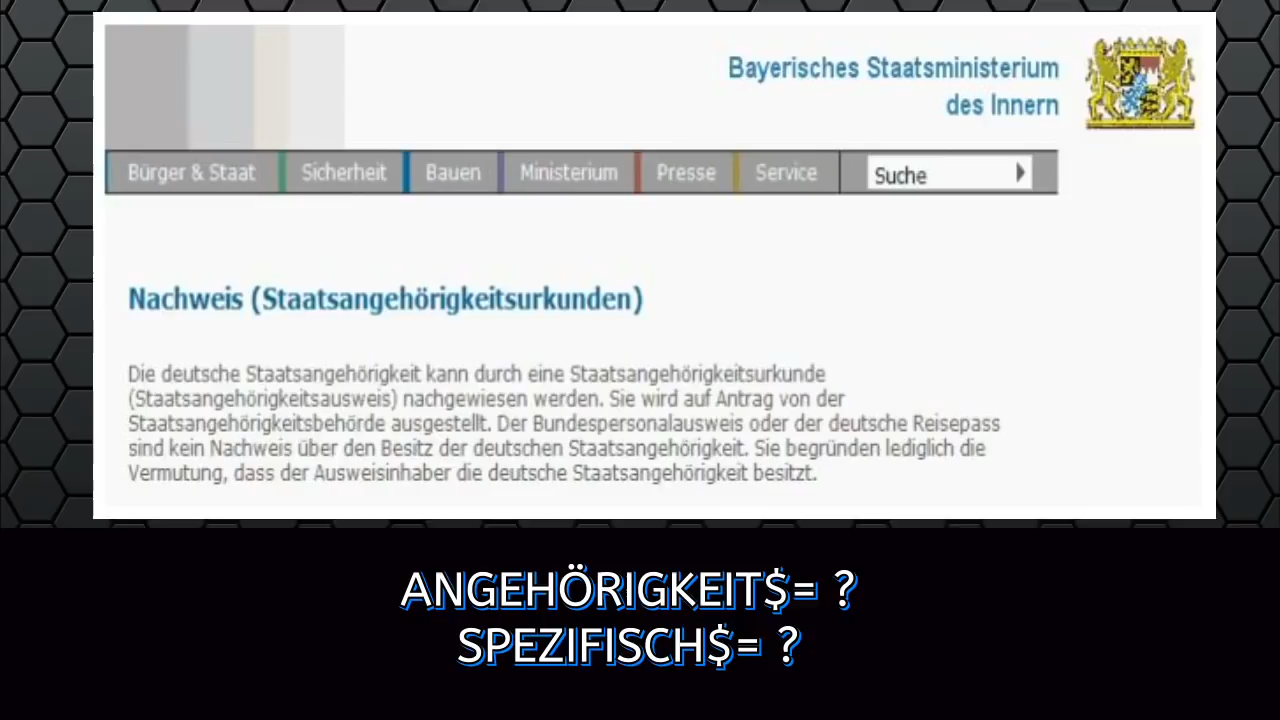 Bayerisches Staatsministerium
des Innern
Bürger & Staat Sicherheit Bauen Ministerium Presse Service Suche
Nachweis (Staatsangehörigkeitsurkunden)
Die deutsche Staatsangehörigkeit kann durch eine Staatsangehörigkeitsurkunde
(Staatsangehörigkeitsausweis) nachgewiesen werden. Sie wird auf Antrag von der
Staatsangehörigkeitsbehörde ausgestellt. Der Bundespersonalausweis oder der deutsche Reisepass
sind kein Nachweis über den Besitz der deutschen Staatsangehörigkeit. Sie begründen lediglich die
Vermutung, dass der Ausweisinhaber die deutsche Staatsangehörigkeit besitzt.
ANGEHÖRIGKEIT$= ?
SPEZIFISCH$= ?